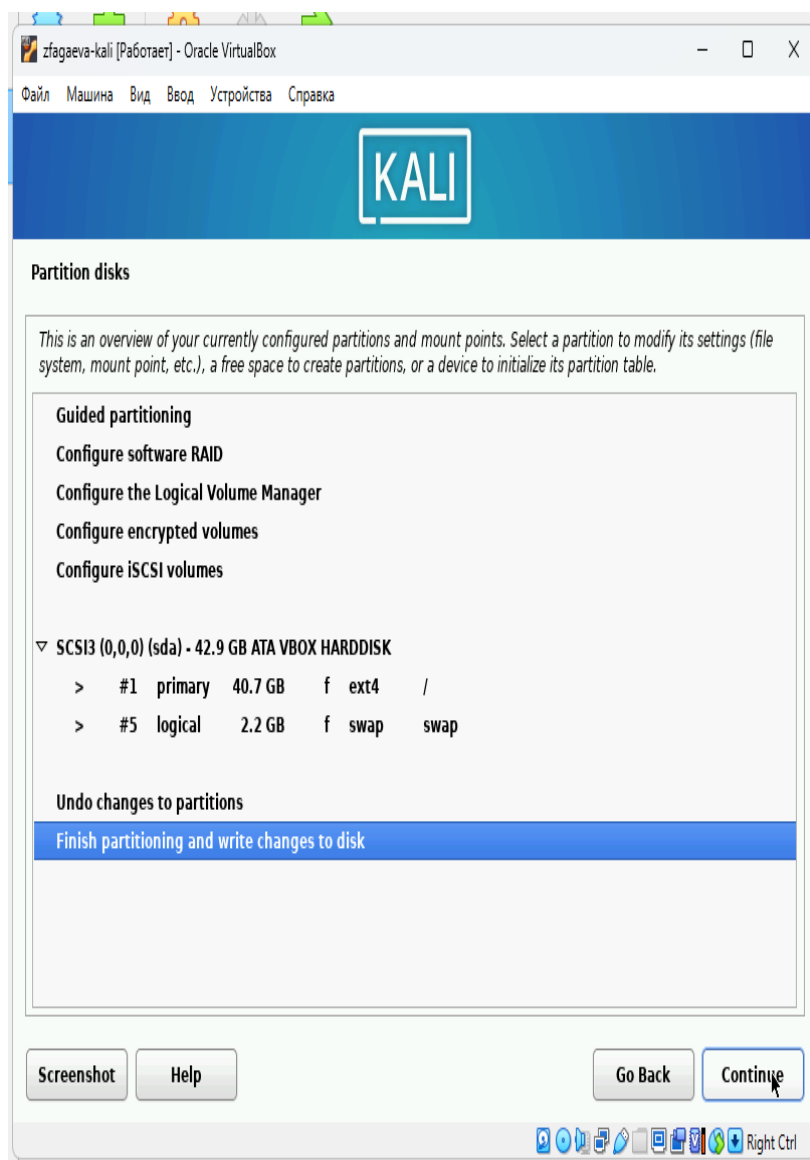 zfagaeva-kali [Работает] - Oracle VirtualBox
Файл Машина Вид Ввод Устройства Справка
KALI
Partition disks
This is an overview of your currently configured partitions and mount points. Select a partition to modify its settings (file
system, mount point, etc.), a free space to create partitions, or a device to initialize its partition table.
Guided partitioning
Configure software RAID
Configure the Logical Volume Manager
Configure encrypted volumes
Configure iSCSI volumes
SCSI3 (0,0,0) (sda) - 42.9 GB ATA VBOX HARDDISK
> #1 primary 40.7 GB f ext4 /
> #5 logical 2.2 GB f swap swap
Undo changes to partitions
Finish partitioning and write changes to disk
Screenshot Help Go Back Continue
Right Ctrl